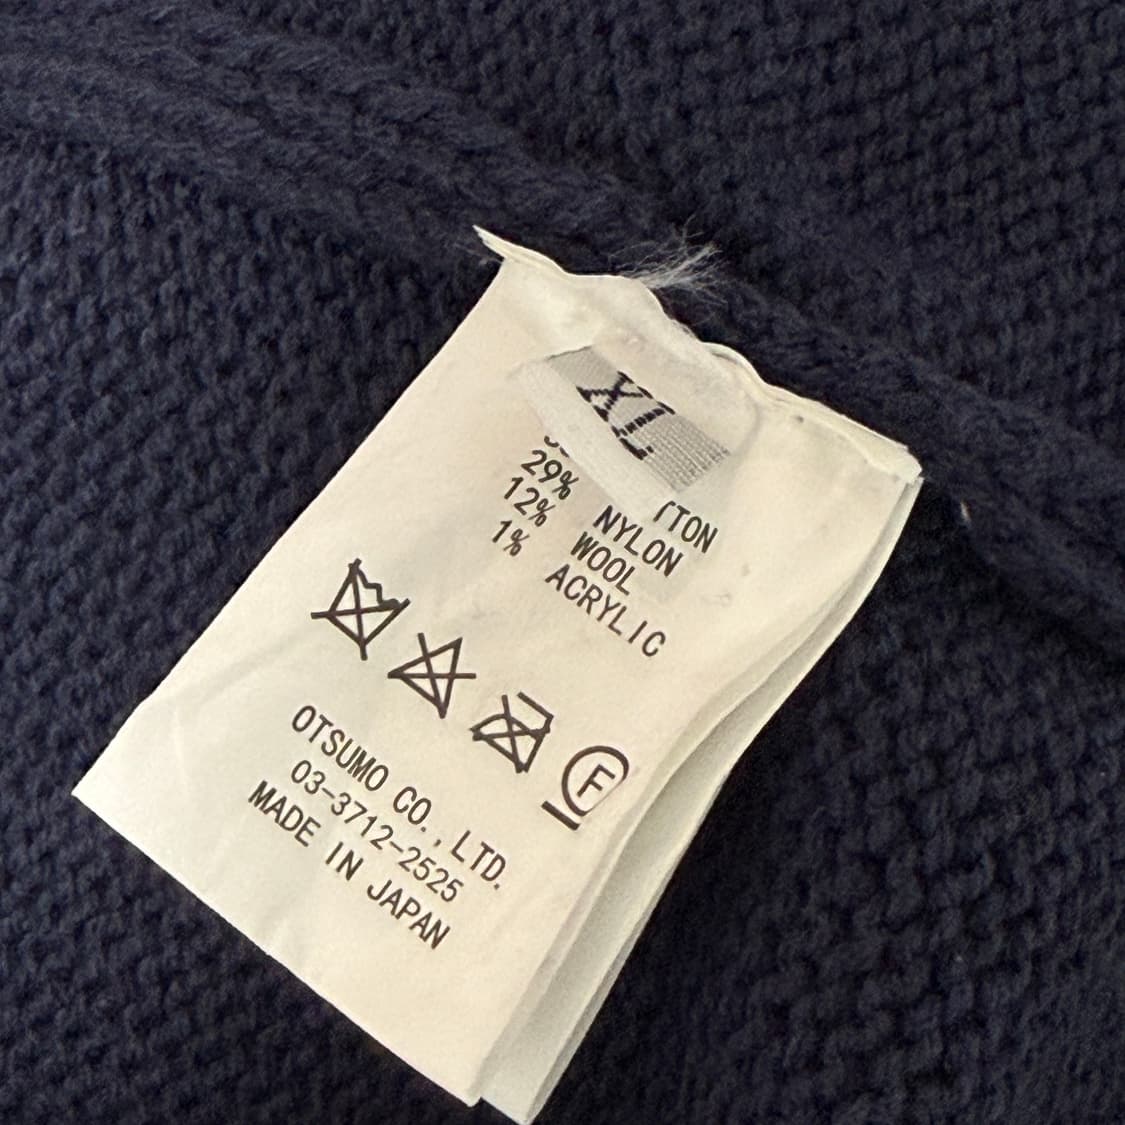 XL
29% NYLON
12% WOOL
1% ACRYLIC
F
OTSUMO CO., LTD.
03-3712-2525
MADE IN JAPAN